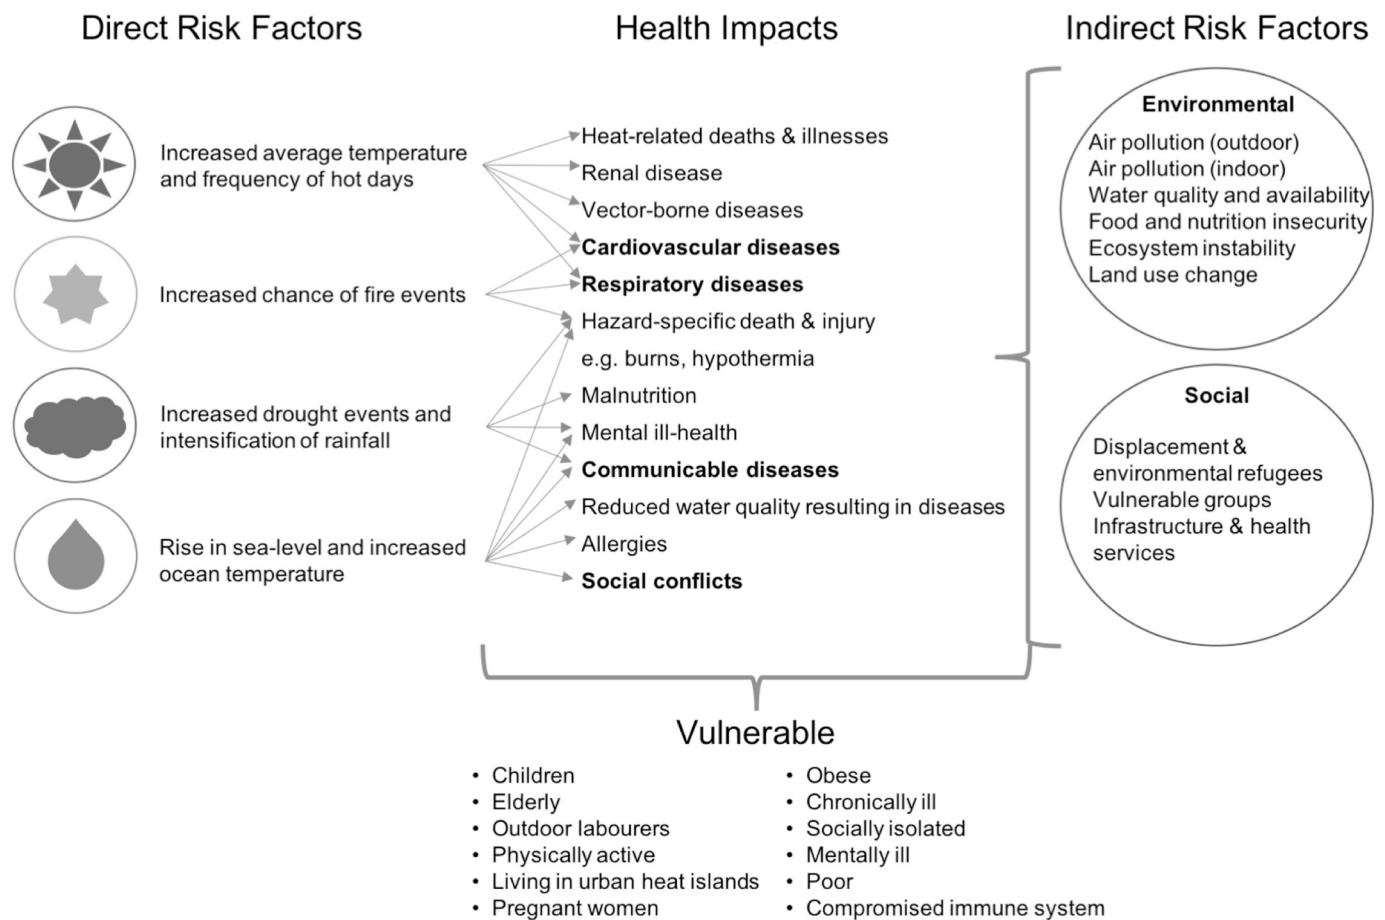 Direct Risk Factors
Health Impacts
Indirect Risk Factors
Increased average temperature
and frequency of hot days
Increased chance of fire events
Increased drought events and
intensification of rainfall
Rise in sea-level and increased
ocean temperature
Heat-related deaths & illnesses
Renal disease
Vector-borne diseases
Cardiovascular diseases
Respiratory diseases
Hazard-specific death & injury
e.g. burns, hypothermia
Malnutrition
Mental ill-health
Communicable diseases
Reduced water quality resulting in diseases
Allergies
Social conflicts
Environmental
Air pollution (outdoor)
Air pollution (indoor)
Water quality and availability
Food and nutrition insecurity
Ecosystem instability
Land use change
Social
Displacement &
environmental refugees
Vulnerable groups
Infrastructure & health
services
Vulnerable
• Children
• Elderly
• Outdoor labourers
• Physically active
• Living in urban heat islands
• Pregnant women
• Obese
• Chronically ill
• Socially isolated
• Mentally ill
• Poor
• Compromised immune system